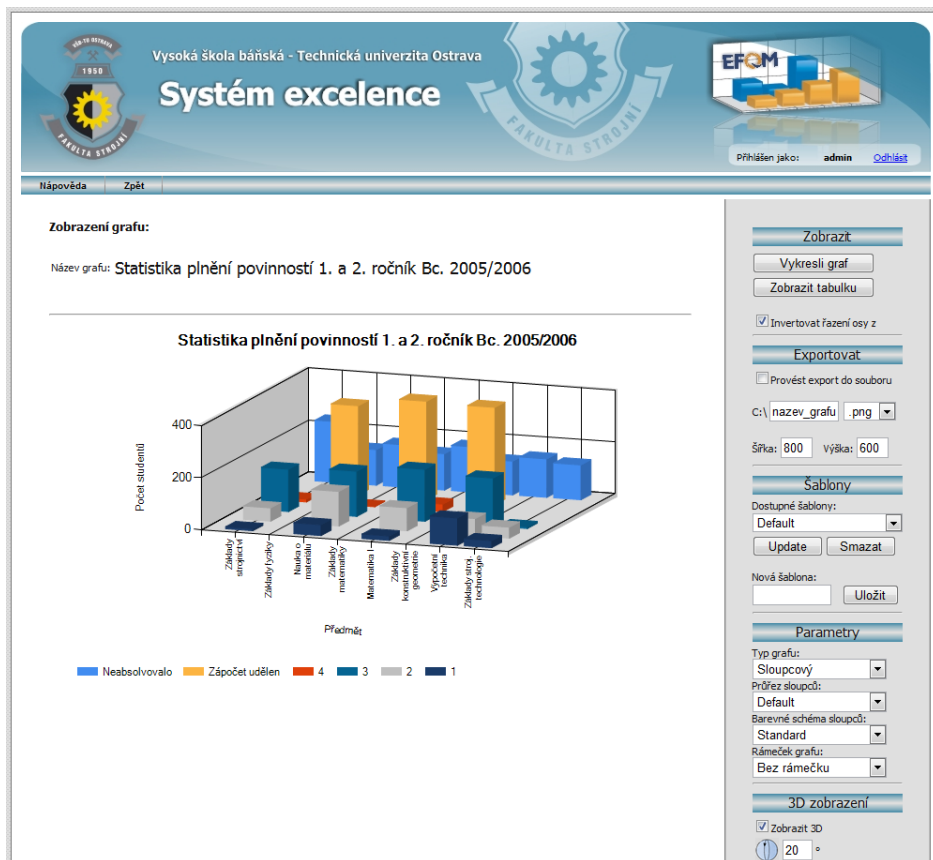 VŠB-TU OSTRAVA
1950
FAKULTA STROJNÍ
Vysoká škola báňská - Technická univerzita Ostrava
Systém excelence
FAKULTA STROJNÍ
EFQM
Přihlášen jako: admin Odhlásit
Nápověda Zpět
Zobrazení grafu:
Název grafu: Statistika plnění povinností 1. a 2. ročník Bc. 2005/2006
Statistika plnění povinností 1. a 2. ročník Bc. 2005/2006
Počet studentů
400
200
0
Základy
strojnictví
Základy fyziky
Nauka o
materiálu
Základy
matematiky
Matematika I
Základy
konstruktivní
geometrie
Výpočetní
technika
Základy stroj.
technologie
Předmět
Neabsolvovalo Zápočet udělen 4 3 2 1
Zobrazit
Vykresli graf
Zobrazit tabulku
Invertovat řazení osy z
Exportovat
Provést export do souboru
C:\ nazev_grafu .png
Šířka: 800 Výška: 600
Šablony
Dostupné šablony:
Default
Update Smazat
Nová šablona:
Uložit
Parametry
Typ grafu:
Sloupcový
Průřez sloupců:
Default
Barevné schéma sloupců:
Standard
Rámeček grafu:
Bez rámečku
3D zobrazení
Zobrazit 3D
20 °